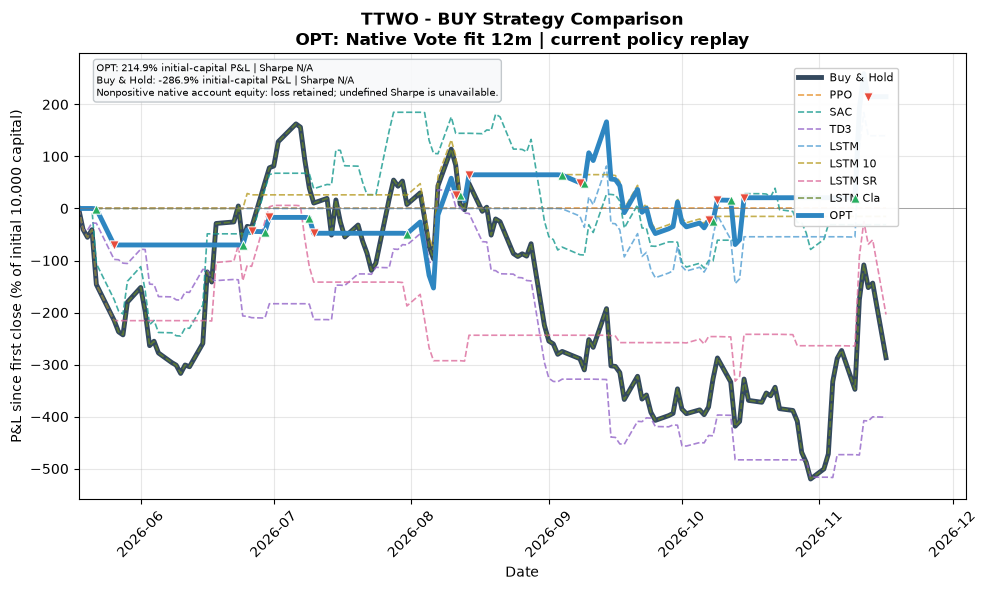 TTWO - BUY Strategy Comparison
OPT: Native Vote fit 12m | current policy replay
OPT: 214.9% initial-capital P&L | Sharpe N/A
Buy & Hold: -286.9% initial-capital P&L | Sharpe N/A
Nonpositive native account equity: loss retained; undefined Sharpe is unavailable.
Buy & Hold
PPO
SAC
TD3
LSTM
LSTM 10
LSTM SR
Cla
OPT
P&L since first close (% of initial 10,000 capital)
200
100
0
−100
−200
−300
−400
−500
2026-06
2026-07
2026-08
2026-09
2026-10
2026-11
2026-12
Date